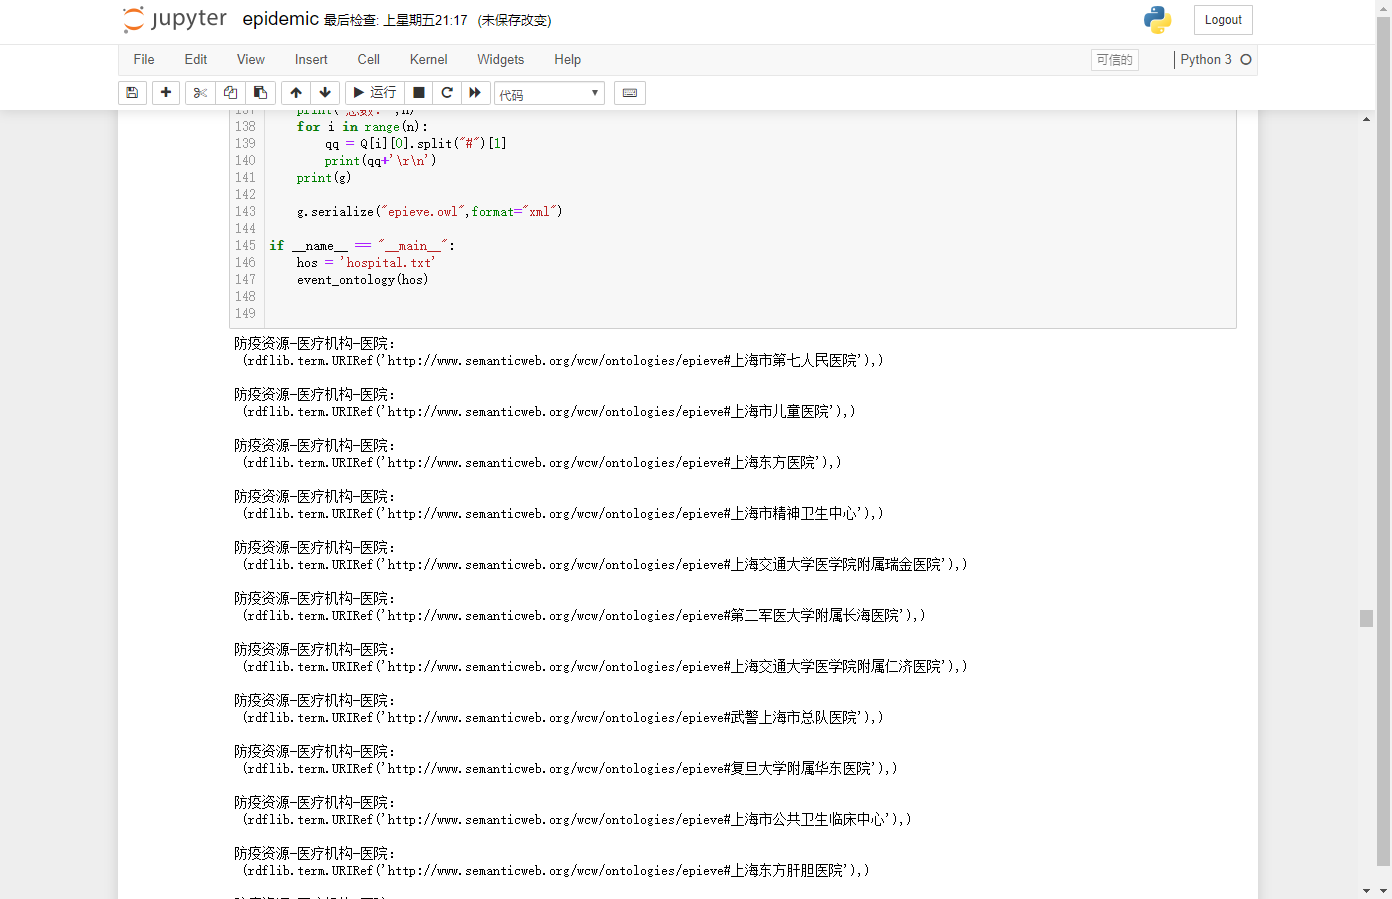 jupyter epidemic 最后检查: 上星期五21:17 (未保存改变) Logout
File Edit View Insert Cell Kernel Widgets Help 可信的 Python 3
运行 代码
137 print("总数: ",n)
138 for i in range(n):
139 qq = Q[i][0].split("#")[1]
140 print(qq+'\r\n')
141 print(g)
142
143 g.serialize("epieve.owl",format="xml")
144
145 if __name__ == "__main__":
146 hos = 'hospital.txt'
147 event_ontology(hos)
148
149
防疫资源-医疗机构-医院:
(rdflib.term.URIRef('http://www.semanticweb.org/wcw/ontologies/epieve#上海市第七人民医院'),)
防疫资源-医疗机构-医院:
(rdflib.term.URIRef('http://www.semanticweb.org/wcw/ontologies/epieve#上海市儿童医院'),)
防疫资源-医疗机构-医院:
(rdflib.term.URIRef('http://www.semanticweb.org/wcw/ontologies/epieve#上海东方医院'),)
防疫资源-医疗机构-医院:
(rdflib.term.URIRef('http://www.semanticweb.org/wcw/ontologies/epieve#上海市精神卫生中心'),)
防疫资源-医疗机构-医院:
(rdflib.term.URIRef('http://www.semanticweb.org/wcw/ontologies/epieve#上海交通大学医学院附属瑞金医院'),)
防疫资源-医疗机构-医院:
(rdflib.term.URIRef('http://www.semanticweb.org/wcw/ontologies/epieve#第二军医大学附属长海医院'),)
防疫资源-医疗机构-医院:
(rdflib.term.URIRef('http://www.semanticweb.org/wcw/ontologies/epieve#上海交通大学医学院附属仁济医院'),)
防疫资源-医疗机构-医院:
(rdflib.term.URIRef('http://www.semanticweb.org/wcw/ontologies/epieve#武警上海市总队医院'),)
防疫资源-医疗机构-医院:
(rdflib.term.URIRef('http://www.semanticweb.org/wcw/ontologies/epieve#复旦大学附属华东医院'),)
防疫资源-医疗机构-医院:
(rdflib.term.URIRef('http://www.semanticweb.org/wcw/ontologies/epieve#上海市公共卫生临床中心'),)
防疫资源-医疗机构-医院:
(rdflib.term.URIRef('http://www.semanticweb.org/wcw/ontologies/epieve#上海东方肝胆医院'),)